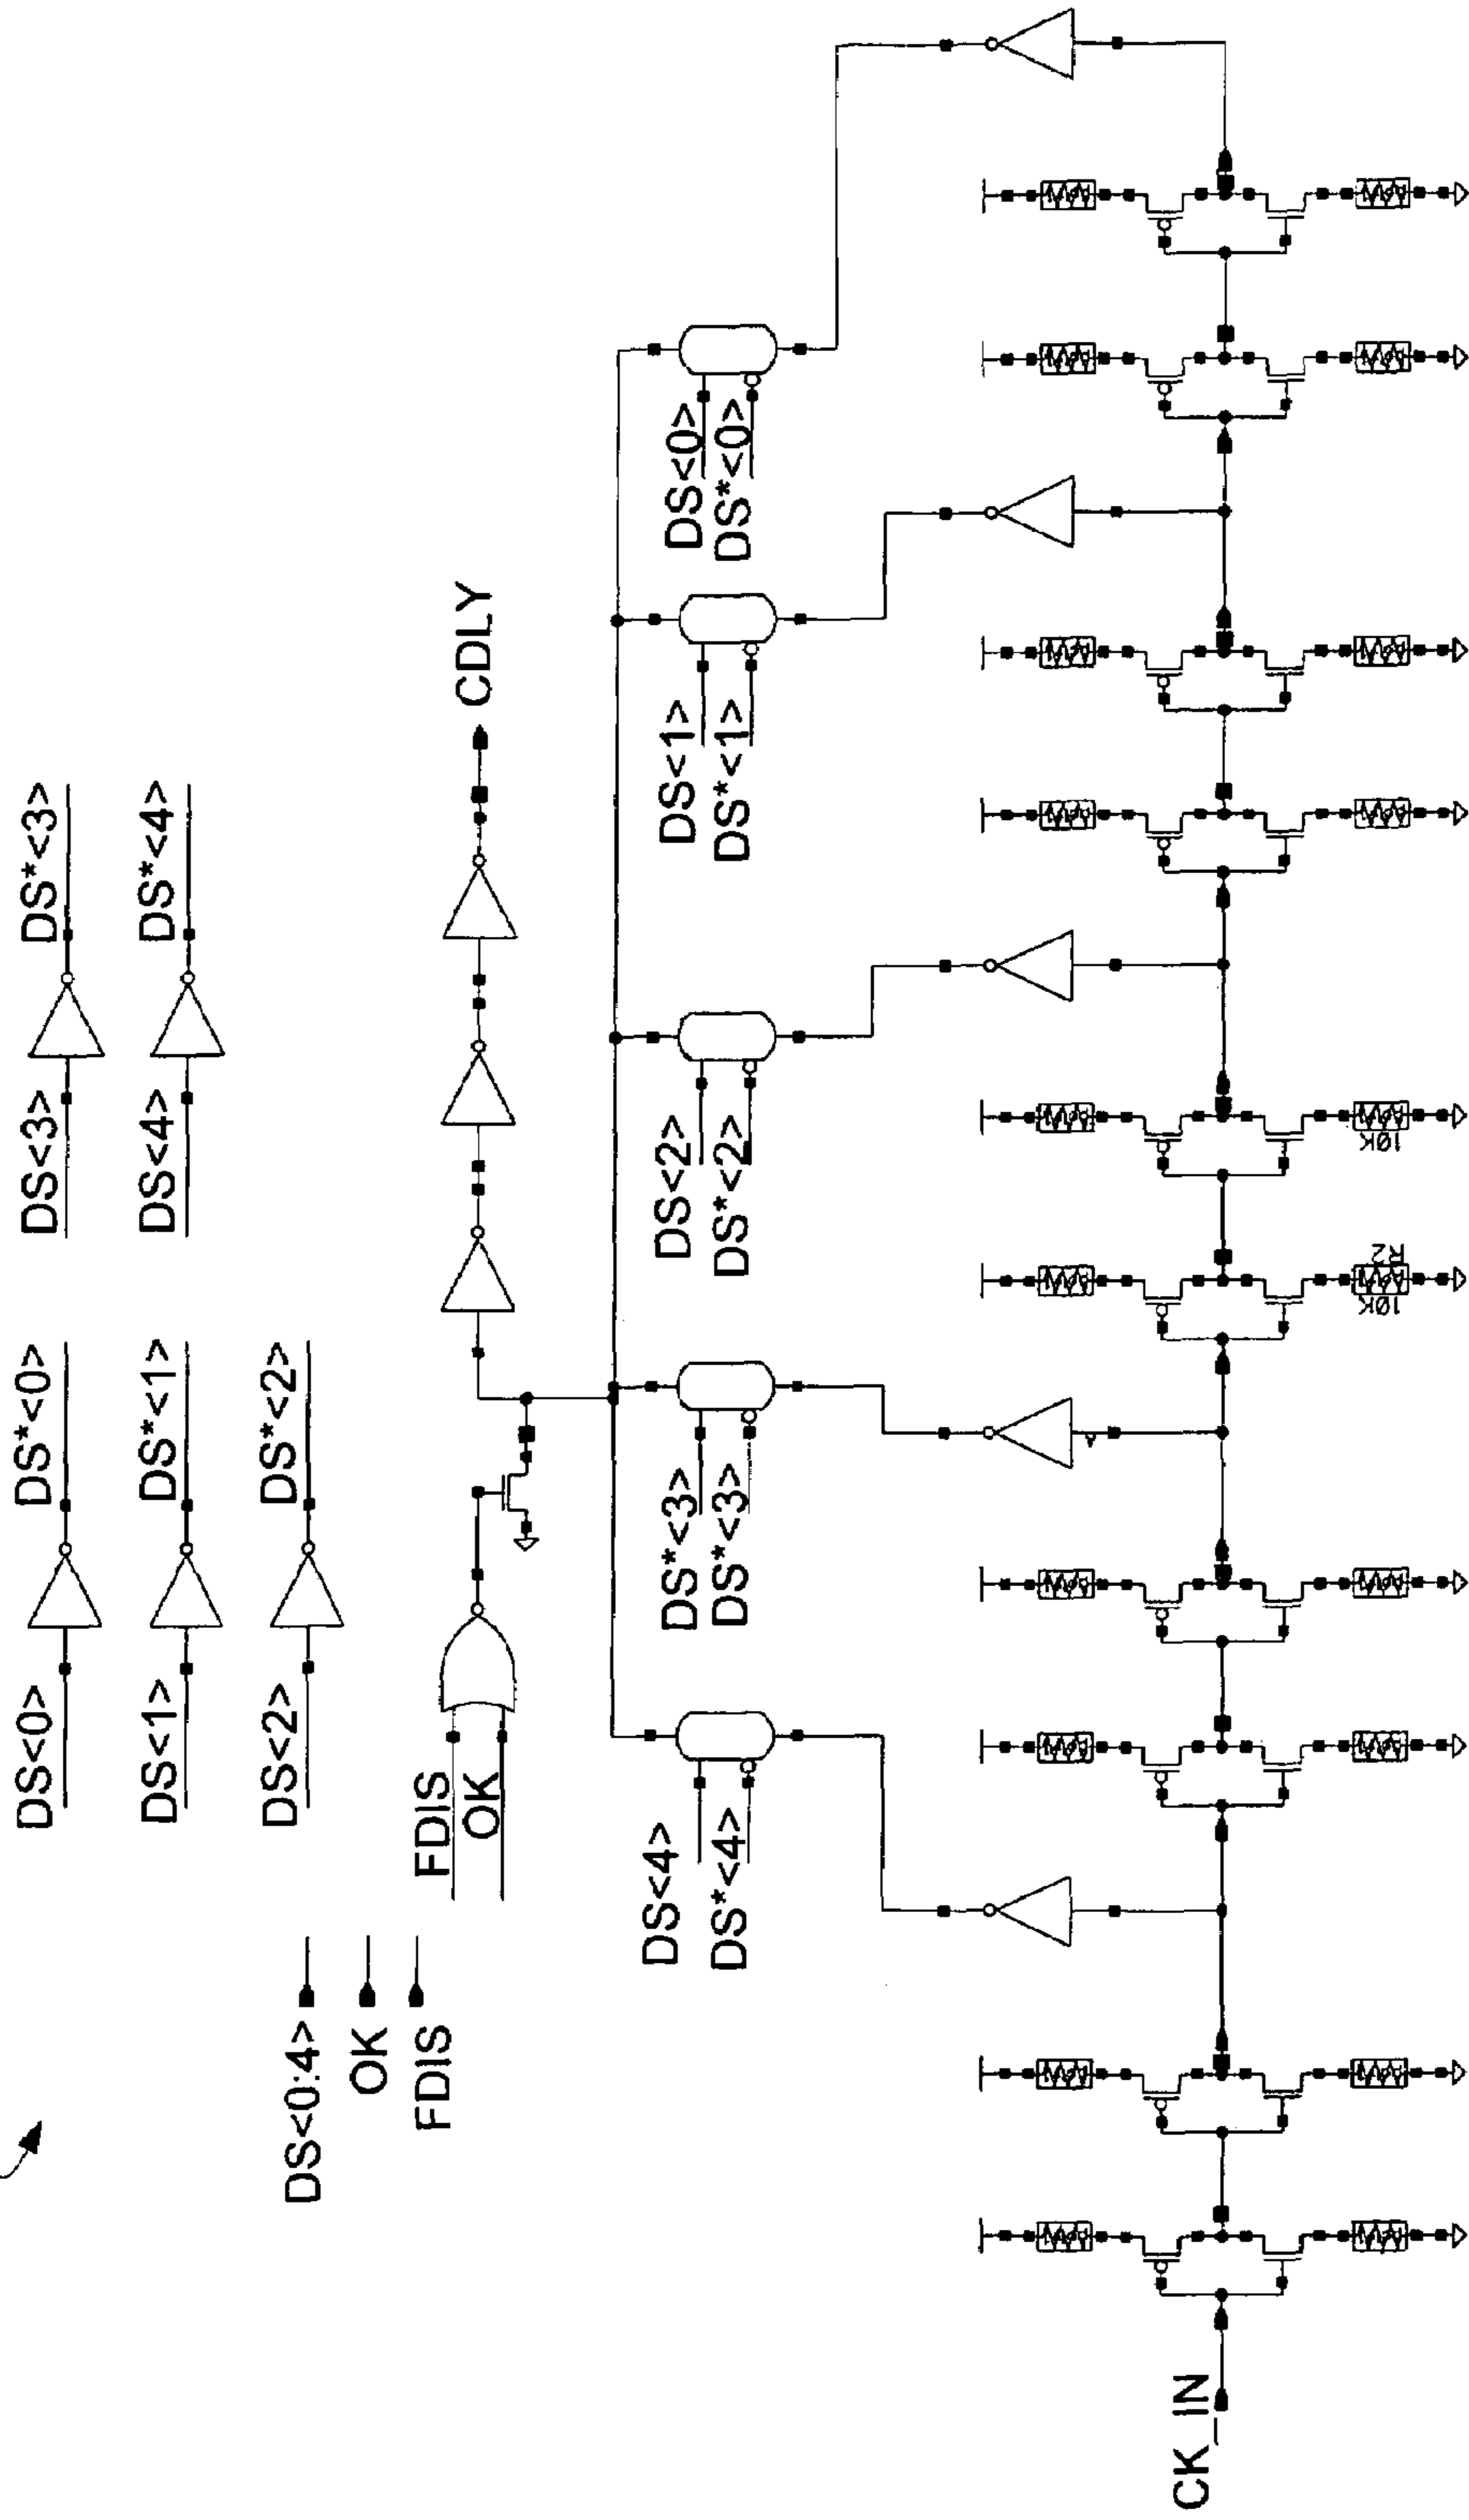 DS<0>
DS*<0>
DS<3>
DS*<3>
DS<1>
DS*<1>
DS<4>
DS*<4>
DS<2>
DS*<2>
DS<0:4>
OK
FDIS
FDIS
OK
CDLY
DS<4>
DS*<4>
DS*<3>
DS*<3>
DS<2>
DS*<2>
DS<1>
DS*<1>
DS<0>
DS*<0>
CK_IN
R2
10K
10K